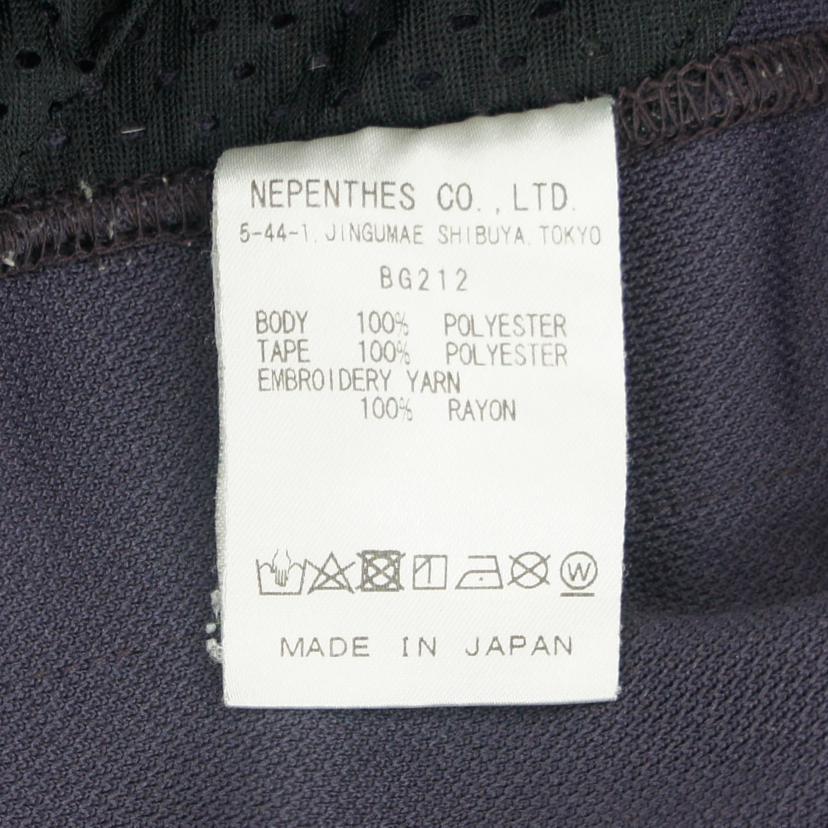 NEPENTHES CO.,LTD.
5-44-1, JINGUMAE SHIBUYA, TOKYO
BG212
BODY 100% POLYESTER
TAPE 100% POLYESTER
EMBROIDERY YARN
100% RAYON
W
MADE IN JAPAN